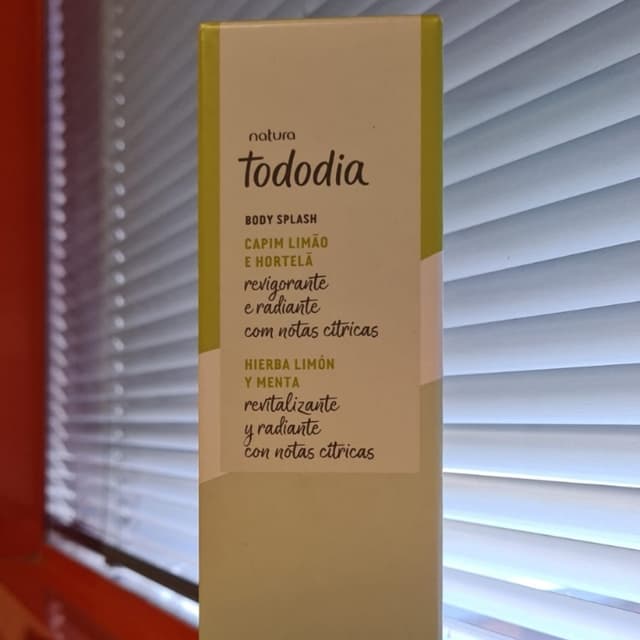 natura
tododia
BODY SPLASH
CAPIM LIMÃO
E HORTELÃ
revigorante
e radiante
com notas cítricas
HIERBA LIMÓN
Y MENTA
revitalizante
y radiante
con notas cítricas